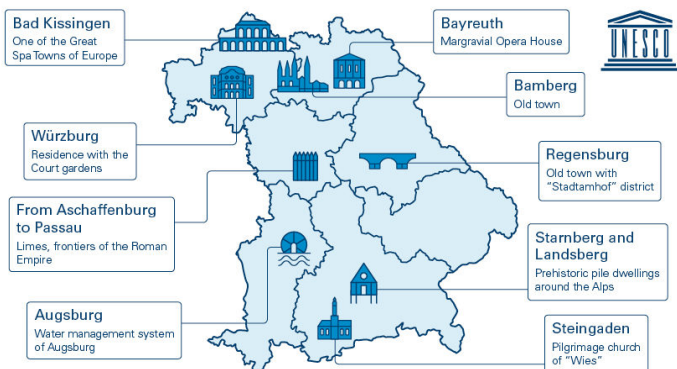 Bad Kissingen
One of the Great
Spa Towns of Europe
Bayreuth
Margravial Opera House
UNESCO
Bamberg
Old town
Würzburg
Residence with the
Court gardens
Regensburg
Old town with
"Stadtamhof" district
From Aschaffenburg
to Passau
Limes, frontiers of the Roman
Empire
Starnberg and
Landsberg
Prehistoric pile dwellings
around the Alps
Augsburg
Water management system
of Augsburg
Steingaden
Pilgrimage church
of "Wies"